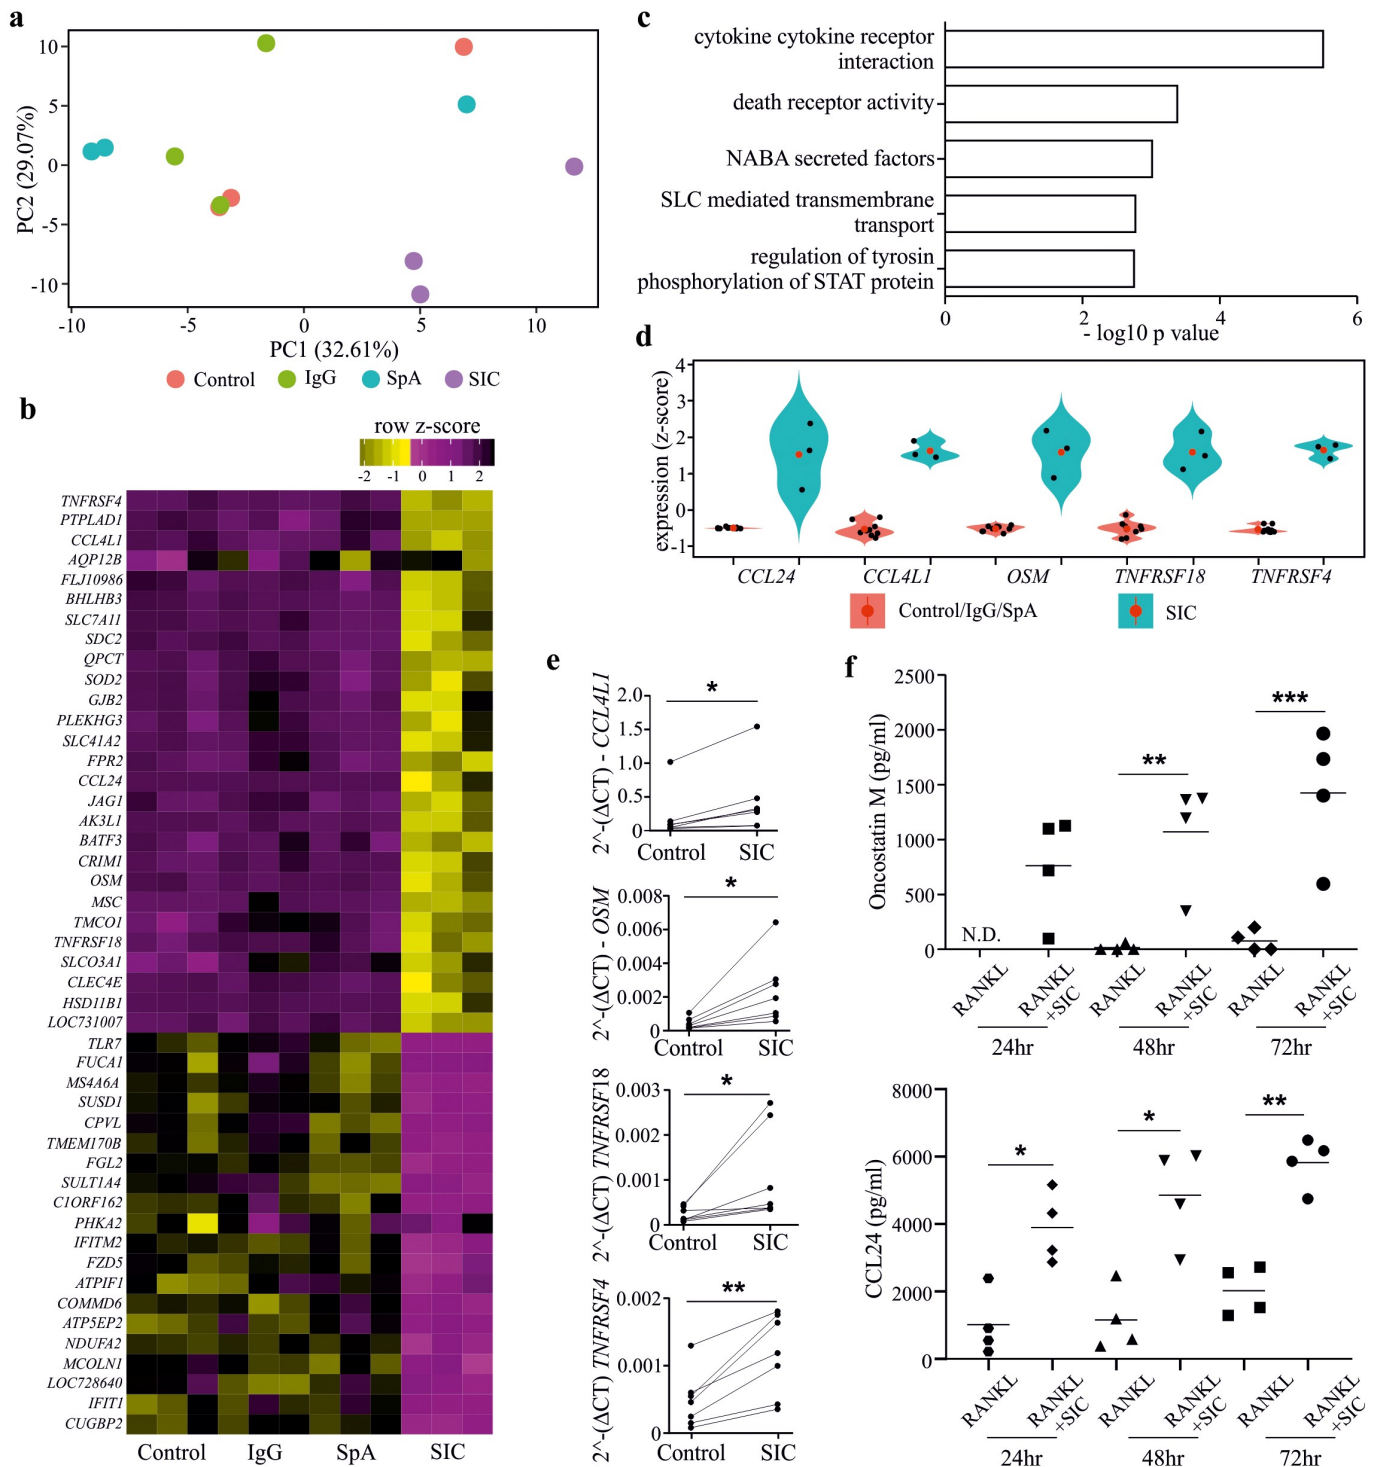 a
10
5
0
-5
-10
PC2 (29.07%)
-10
-5
0
5
10
PC1 (32.61%)
Control
IgG
SpA
SIC
b
row z-score
-2
-1
0
1
2
TNFRSF4
PTPLAD1
CCL4L1
AQP12B
FLJ10986
BHLHB3
SLC7A11
SDC2
QPCT
SOD2
GJB2
PLEKHG3
SLC41A2
FPR2
CCL24
JAG1
AK3L1
BATF3
CRIM1
OSM
MSC
TMCO1
TNFRSF18
SLCO3A1
CLEC4E
HSD11B1
LOC731007
TLR7
FUCA1
MS4A6A
SUSD1
CPVL
TMEM170B
FGL2
SULT1A4
C1ORF162
PHKA2
IFITM2
FZD5
ATPIF1
COMMD6
ATP5EP2
NDUFA2
MCOLN1
LOC728640
IFIT1
CUGBP2
Control
IgG
SpA
SIC
c
cytokine cytokine receptor
interaction
death receptor activity
NABA secreted factors
SLC mediated transmembrane
transport
regulation of tyrosin
phosphorylation of STAT protein
0
2
4
6
- log10 p value
d
expression (z-score)
4
3
2
1
0
-1
CCL24
CCL4L1
OSM
TNFRSF18
TNFRSF4
Control/IgG/SpA
SIC
e
2^-(ΔCT) - CCL4L1
2.0
1.5
1.0
0.5
0
*
Control
SIC
2^-(ΔCT) - OSM
0.008
0.006
0.004
0.002
0
*
Control
SIC
2^-(ΔCT) TNFRSF18
0.003
0.002
0.001
0
*
Control
SIC
2^-(ΔCT) TNFRSF4
0.002
0.001
0
**
Control
SIC
f
Oncostatin M (pg/ml)
2500
2000
1500
1000
500
0
N.D.
**
***
RANKL
RANKL
+SIC
RANKL
RANKL
+SIC
RANKL
RANKL
+SIC
24hr
48hr
72hr
CCL24 (pg/ml)
8000
6000
4000
2000
0
*
*
**
RANKL
RANKL
+SIC
RANKL
RANKL
+SIC
RANKL
RANKL
+SIC
24hr
48hr
72hr